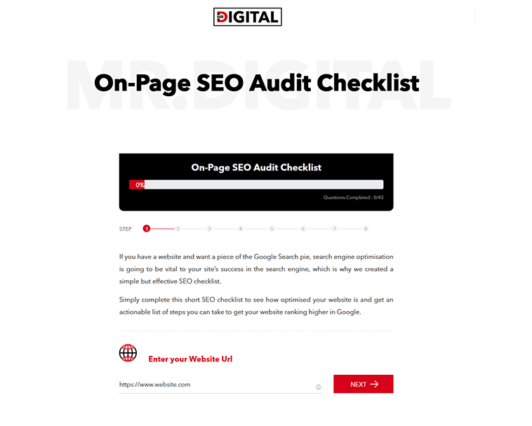 MR DIGITAL
MR.DIGITAL
On-Page SEO Audit Checklist
On-Page SEO Audit Checklist
0%
Questions Completed - 0/43
STEP 1 2 3 4 5 6 7 8
If you have a website and want a piece of the Google Search pie, search engine optimisation
is going to be vital to your site's success in the search engine, which is why we created a
simple but effective SEO checklist.
Simply complete this short SEO checklist to see how optimised your website is and get an
actionable list of steps you can take to get your website ranking higher in Google.
Enter your Website Url
https://www.website.com
NEXT